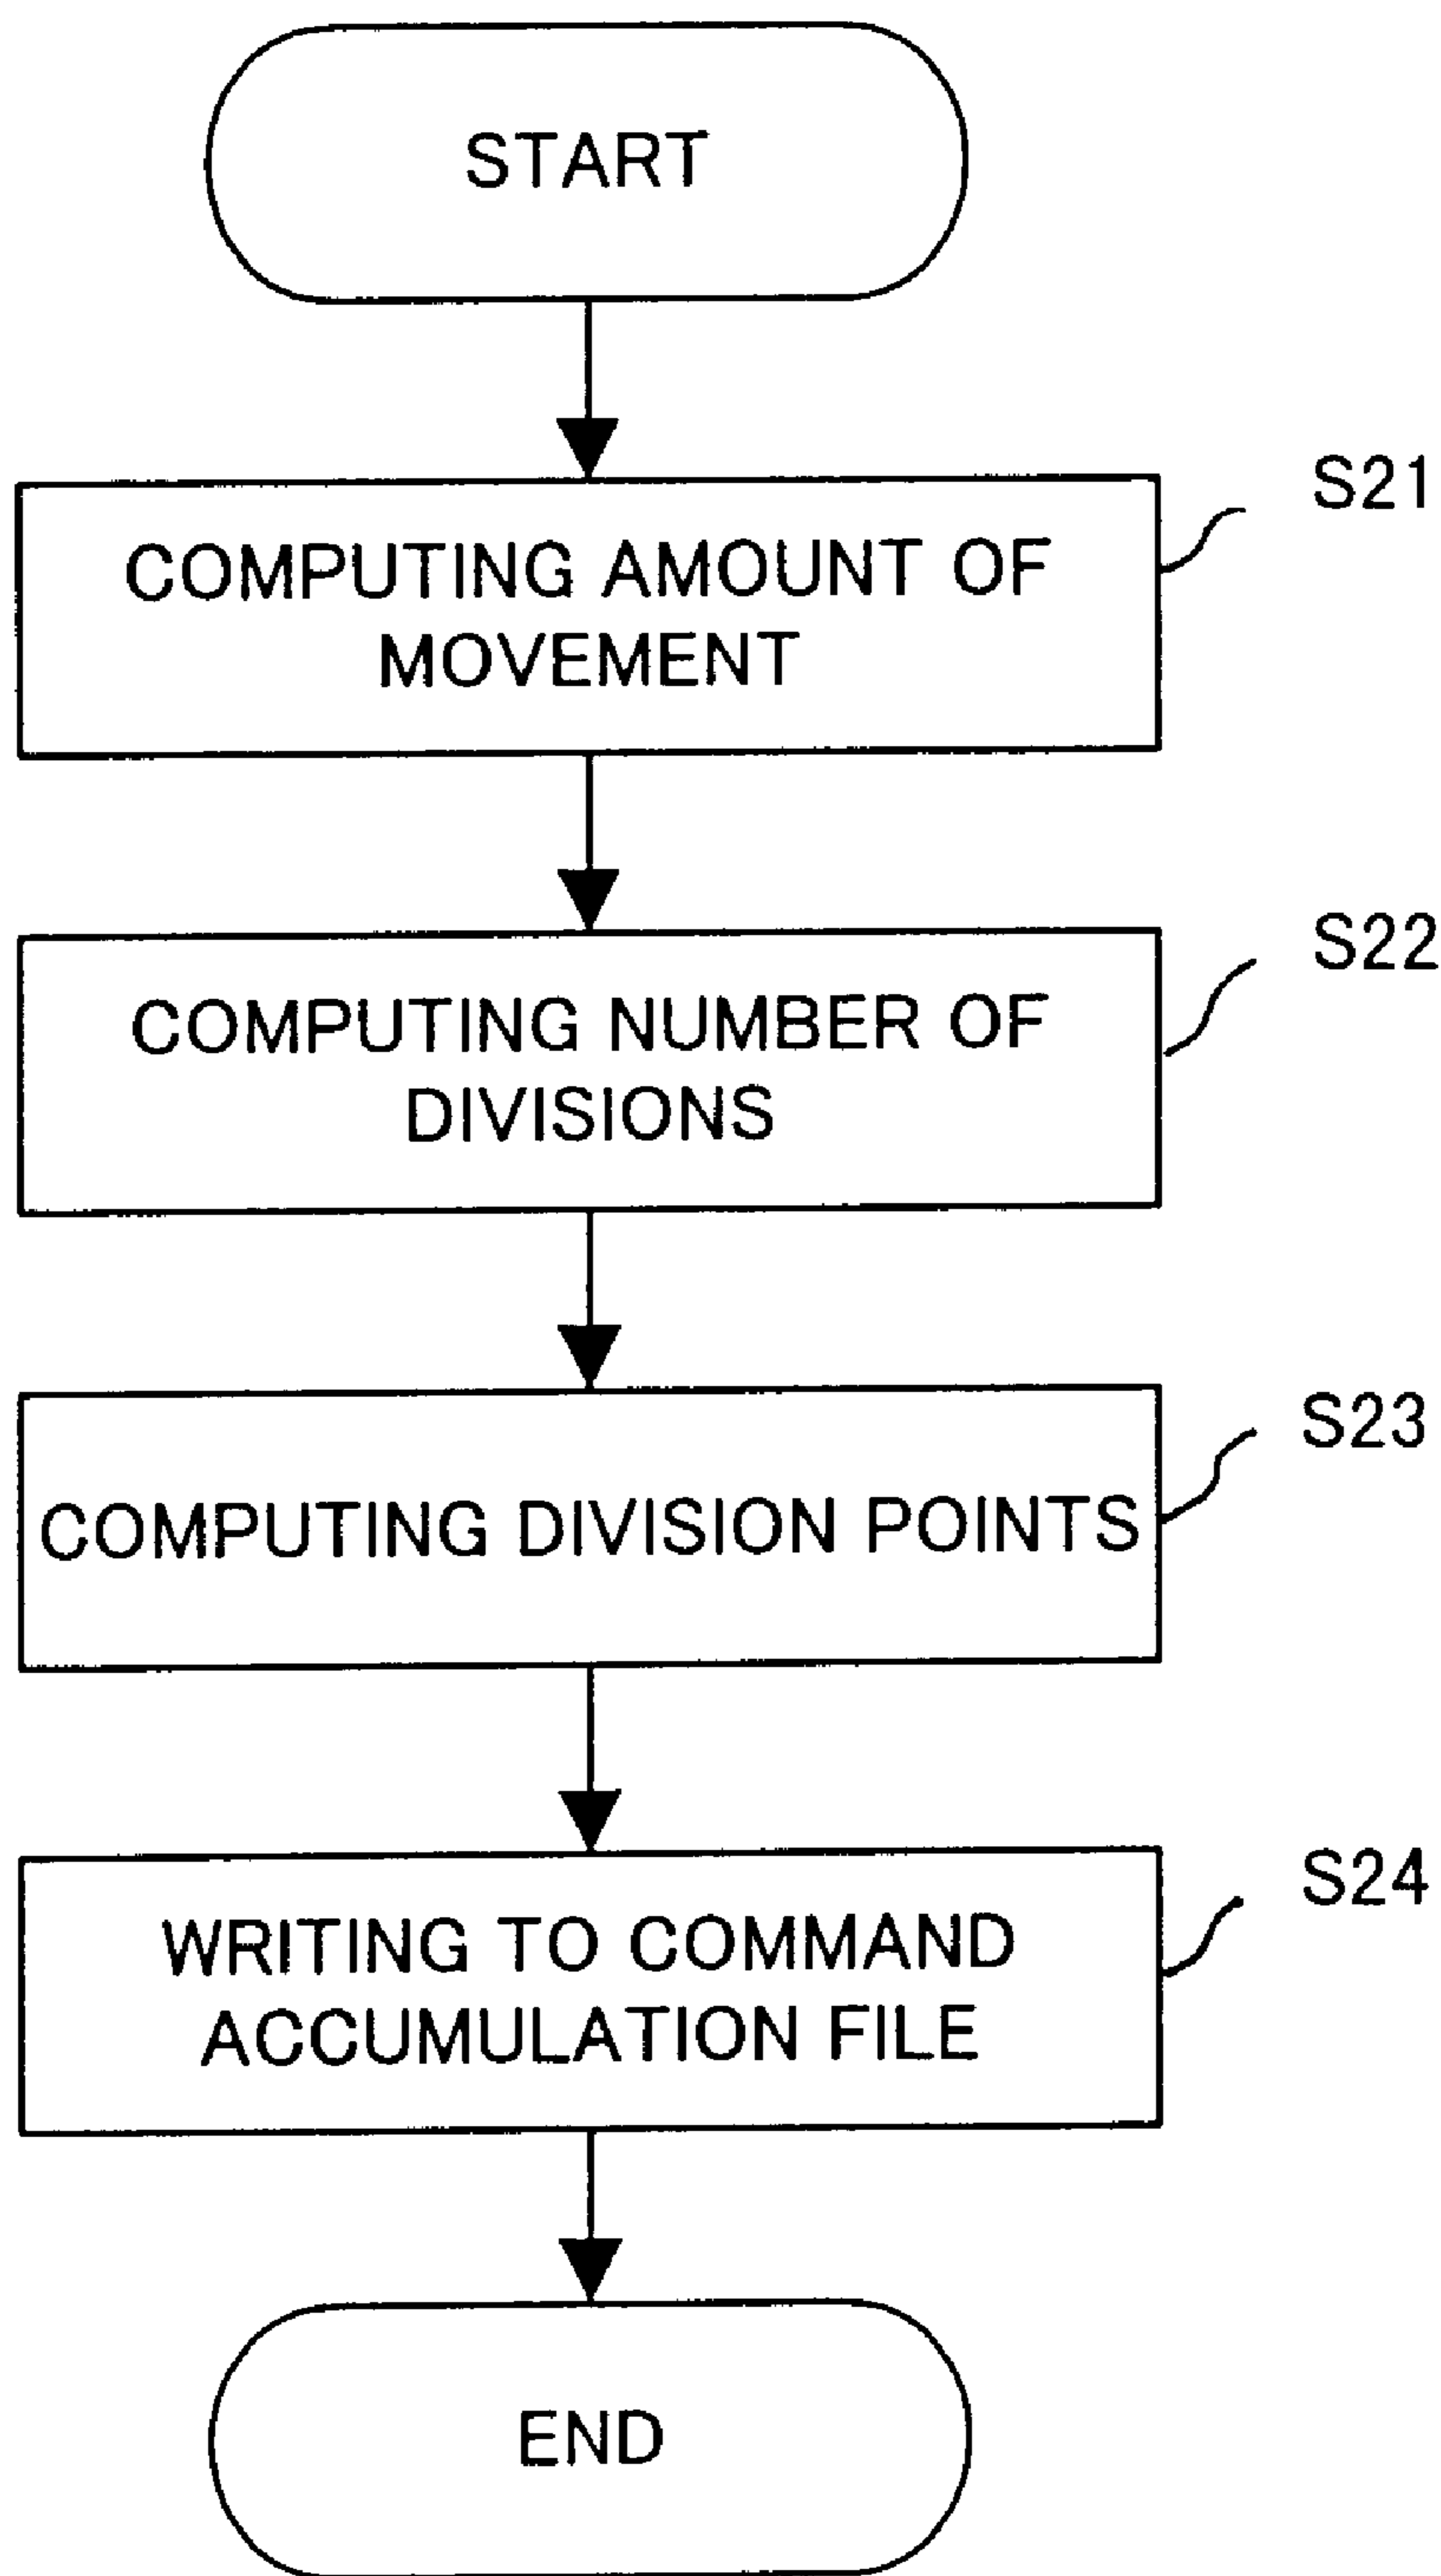 START
S21
COMPUTING AMOUNT OF
MOVEMENT
S22
COMPUTING NUMBER OF
DIVISIONS
S23
COMPUTING DIVISION POINTS
S24
WRITING TO COMMAND
ACCUMULATION FILE
END